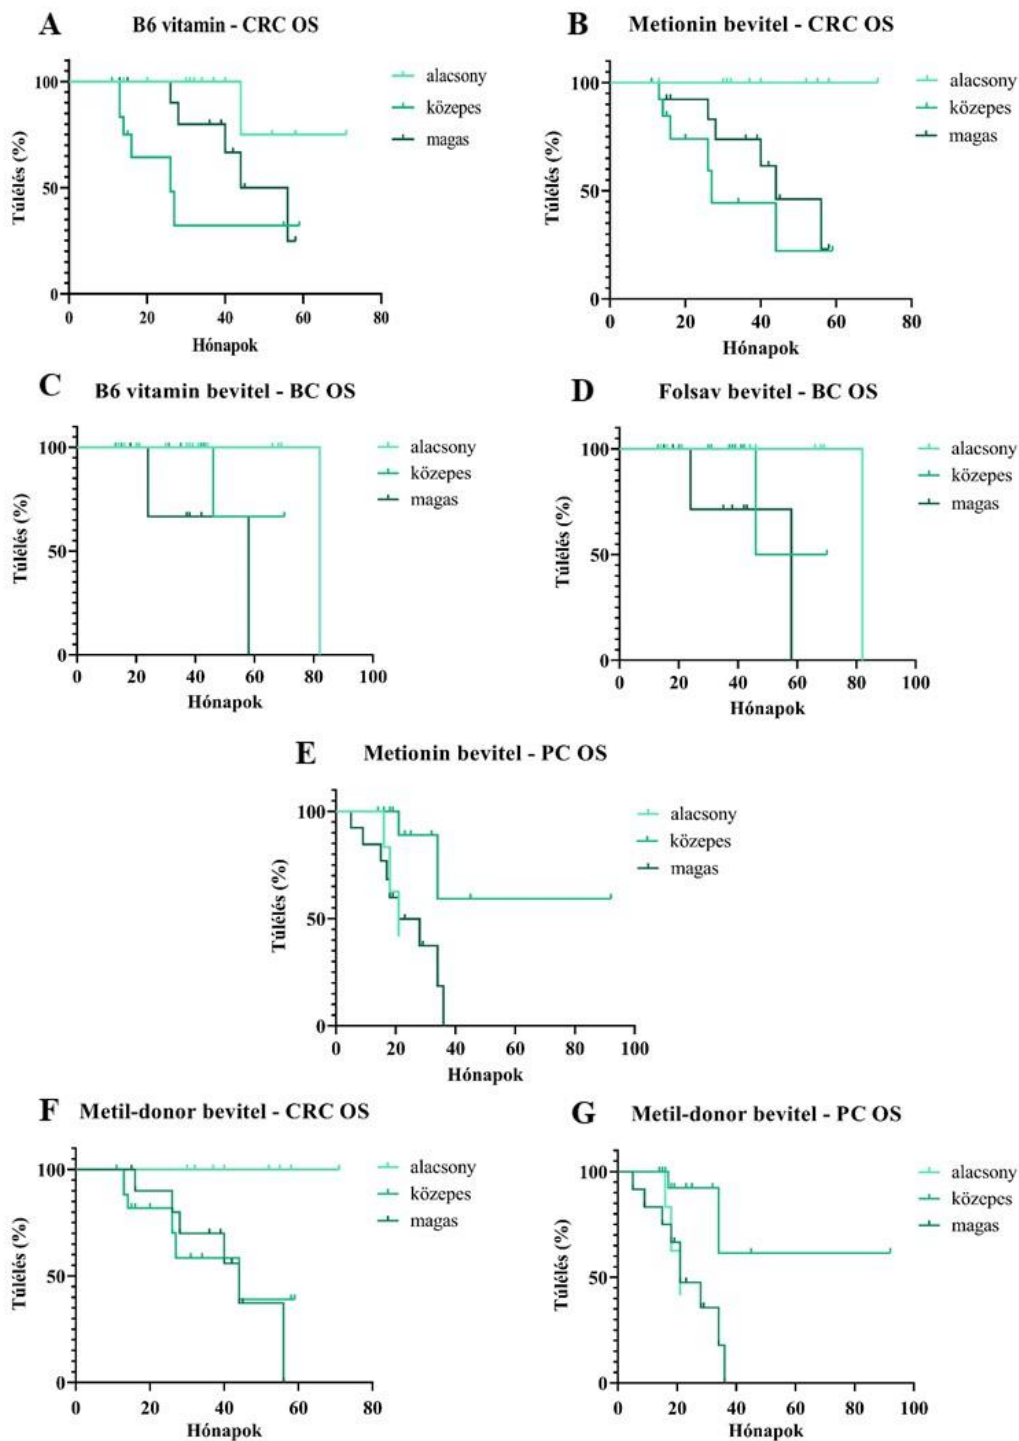 A
B6 vitamin - CRC OS
Túlélés (%)
100
50
0
0 20 40 60 80
Hónapok
alacsony
közepes
magas
B
Metionin bevitel - CRC OS
Túlélés (%)
100
50
0
0 20 40 60 80
Hónapok
alacsony
közepes
magas
C
B6 vitamin bevitel - BC OS
Túlélés (%)
100
50
0
0 20 40 60 80 100
Hónapok
alacsony
közepes
magas
D
Folsav bevitel - BC OS
Túlélés (%)
100
50
0
0 20 40 60 80 100
Hónapok
alacsony
közepes
magas
E
Metionin bevitel - PC OS
Túlélés (%)
100
50
0
0 20 40 60 80 100
Hónapok
alacsony
közepes
magas
F
Metil-donor bevitel - CRC OS
Túlélés (%)
100
50
0
0 20 40 60 80
Hónapok
alacsony
közepes
magas
G
Metil-donor bevitel - PC OS
Túlélés (%)
100
50
0
0 20 40 60 80 100
Hónapok
alacsony
közepes
magas